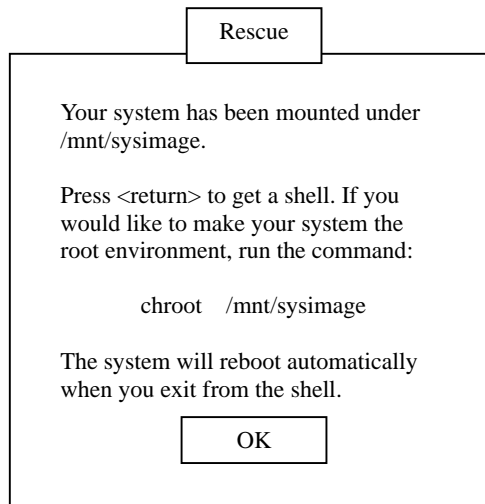 Rescue
Your system has been mounted under
/mnt/sysimage.
Press <return> to get a shell. If you
would like to make your system the
root environment, run the command:
chroot /mnt/sysimage
The system will reboot automatically
when you exit from the shell.
OK